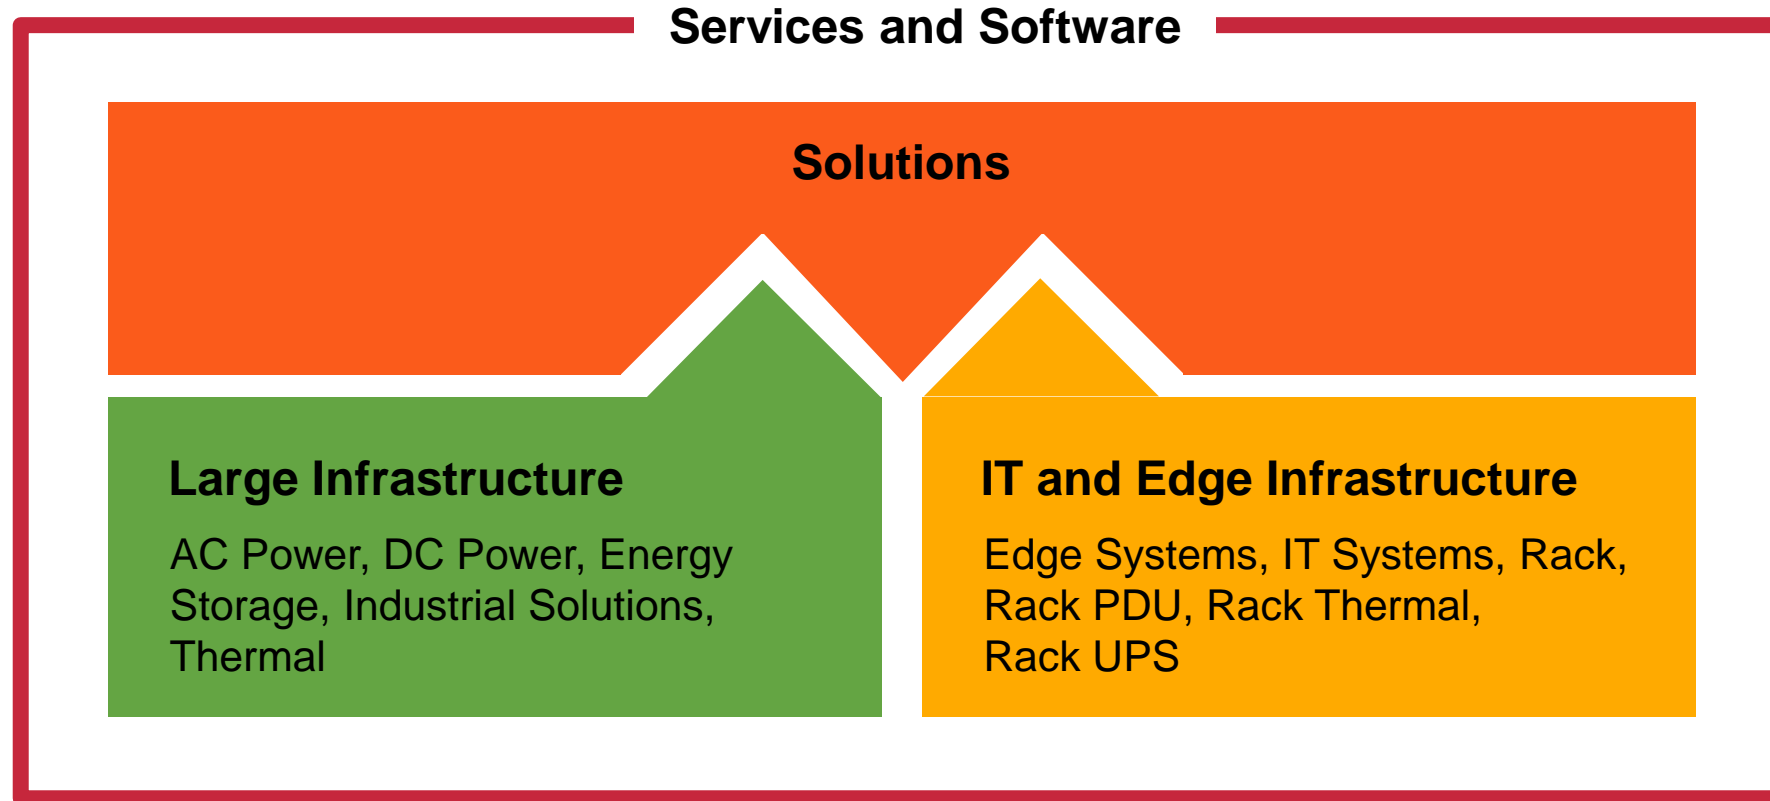 Services and Software
Solutions
Large Infrastructure
AC Power, DC Power, Energy
Storage, Industrial Solutions,
Thermal
IT and Edge Infrastructure
Edge Systems, IT Systems, Rack,
Rack PDU, Rack Thermal,
Rack UPS